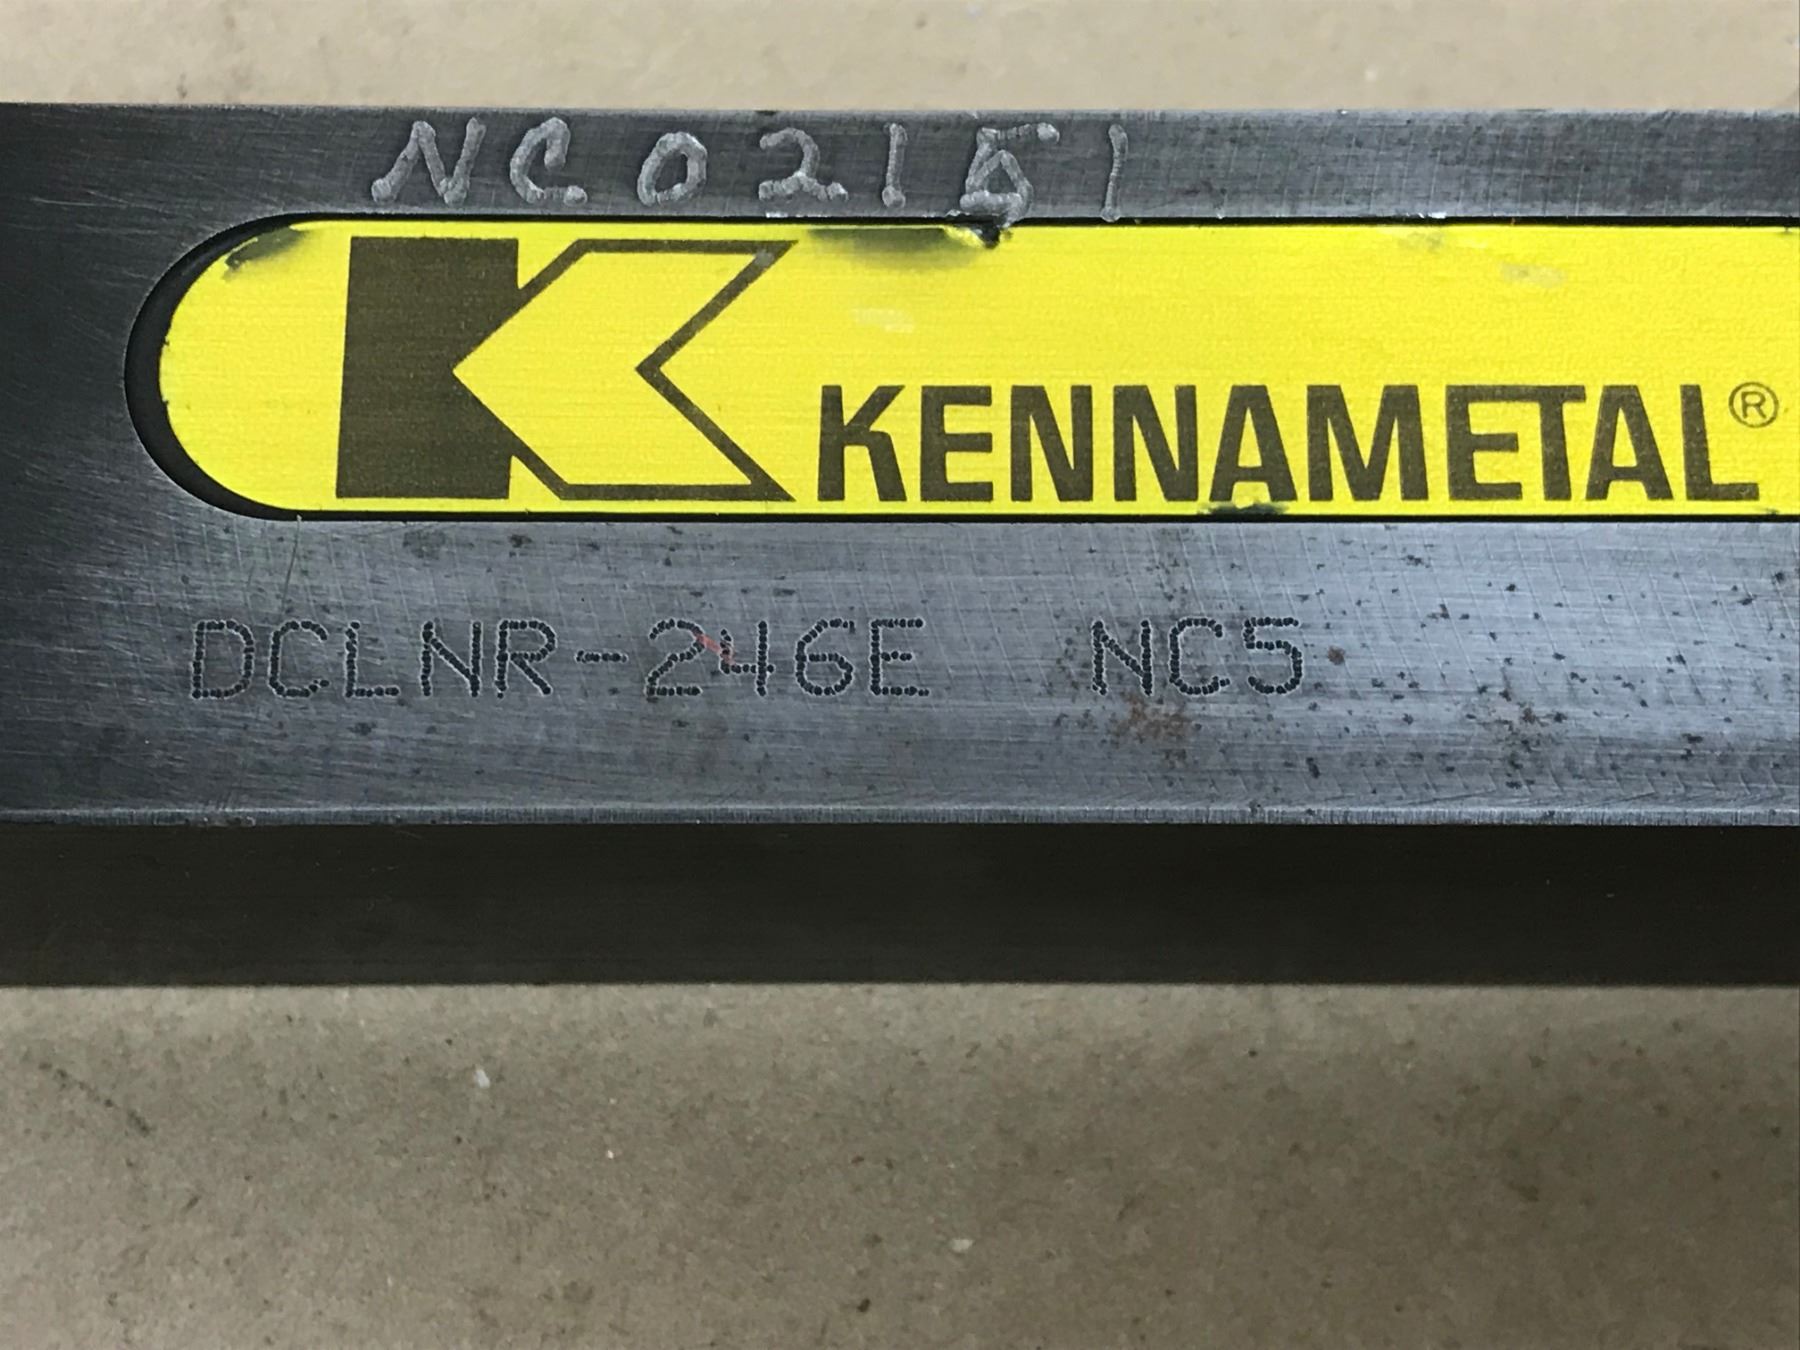 NC02151
KENNAMETAL®
DCLNR-246E NC5